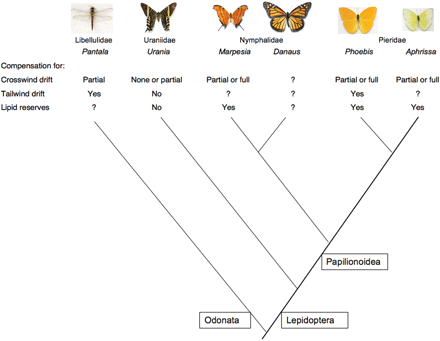 Libellulidae Uraniidae Nymphalidae Pieridae
Pantala Urania Marpesia Danaus Phoebis Aphrissa
Compensation for:
Crosswind drift Partial None or partial Partial or full ? Partial or full Partial or full
Tailwind drift Yes No ? ? Yes ?
Lipid reserves ? No Yes ? Yes Yes
Papilionoidea
Odonata Lepidoptera